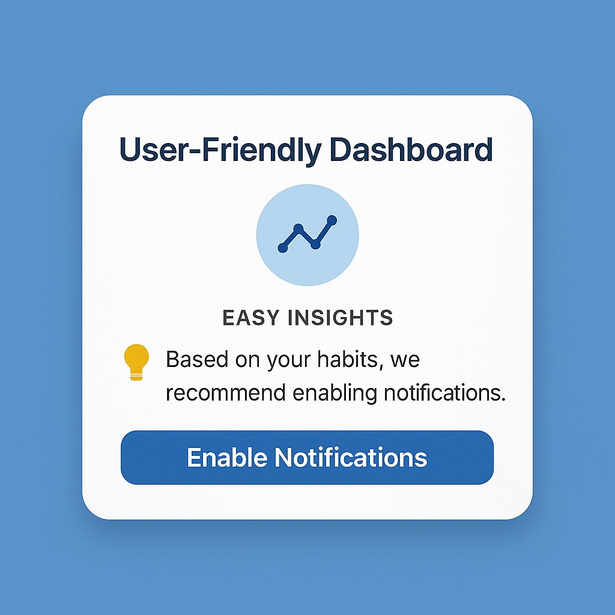 User-Friendly Dashboard
EASY INSIGHTS
Based on your habits, we
recommend enabling notifications.
Enable Notifications